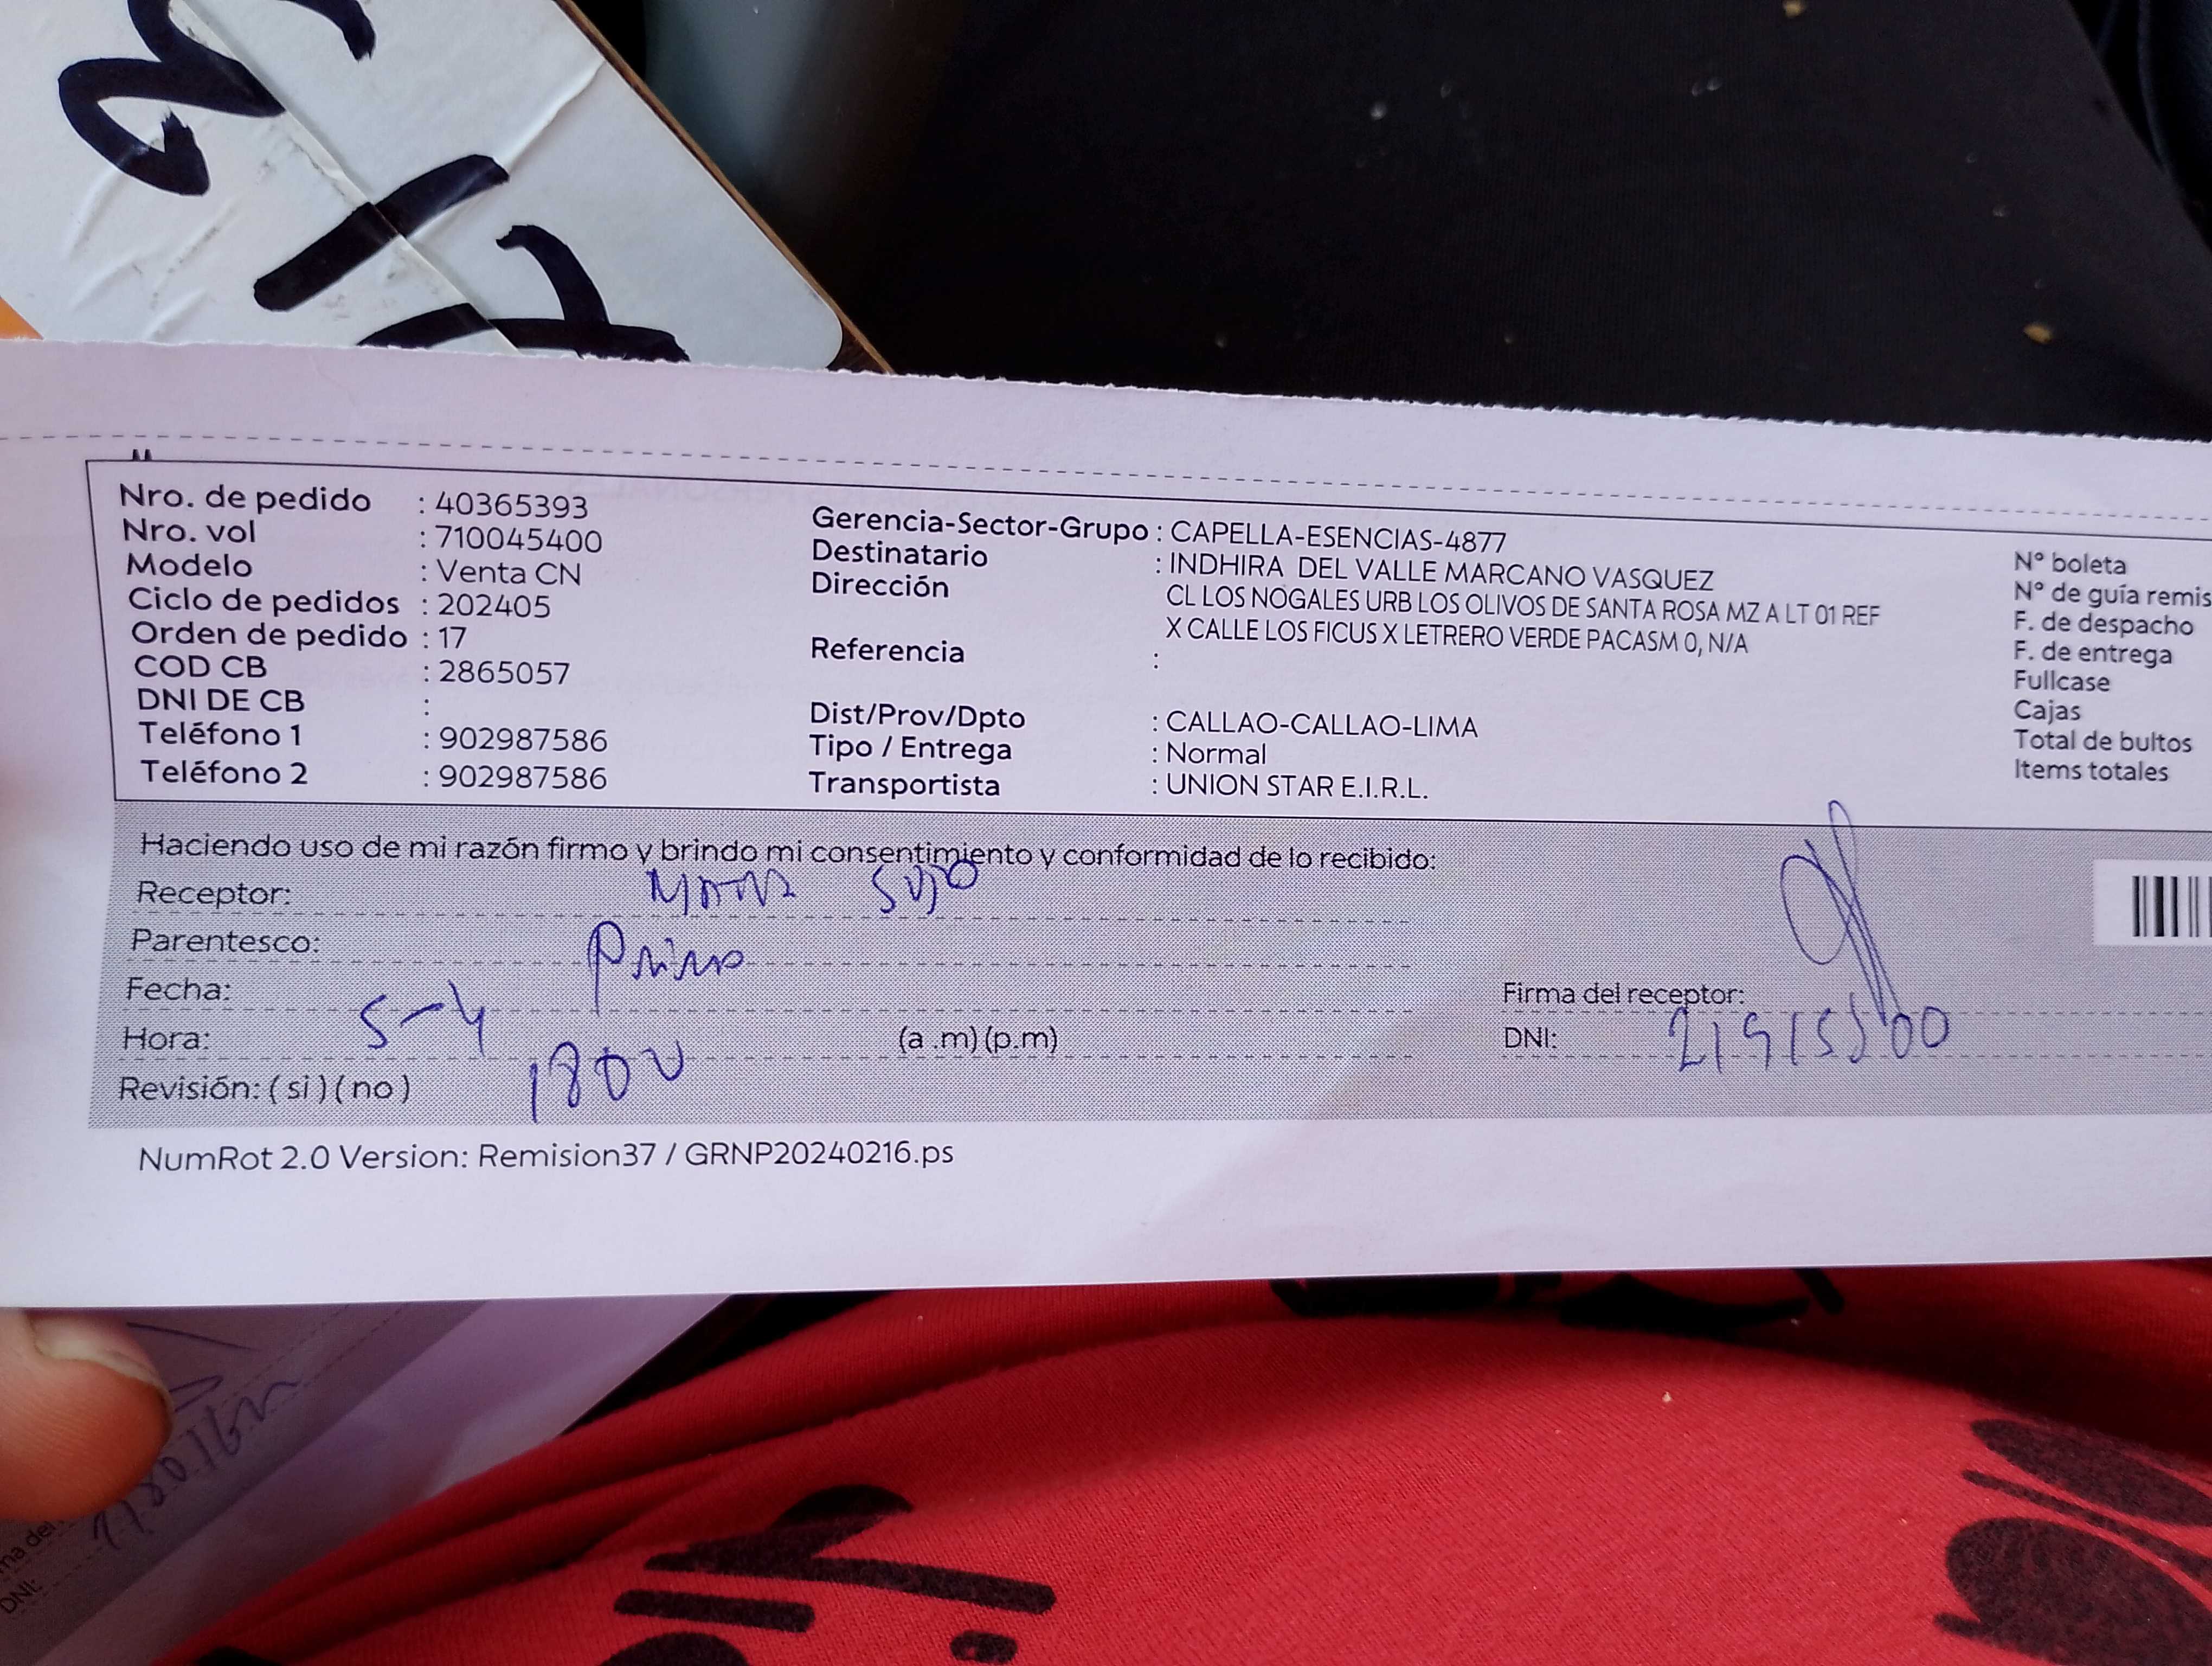 Nro. de pedido : 40365393
Nro. vol : 710045400
Modelo : Venta CN
Ciclo de pedidos : 202405
Orden de pedido : 17
COD CB : 2865057
DNI DE CB :
Teléfono 1 : 902987586
Teléfono 2 : 902987586
Gerencia-Sector-Grupo : CAPELLA-ESENCIAS-4877
Destinatario : INDHIRA DEL VALLE MARCANO VASQUEZ
Dirección CL LOS NOGALES URB LOS OLIVOS DE SANTA ROSA MZ A LT 01 REF
X CALLE LOS FICUS X LETRERO VERDE PACASM 0, N/A
Referencia :
Dist/Prov/Dpto : CALLAO-CALLAO-LIMA
Tipo / Entrega : Normal
Transportista : UNION STAR E.I.R.L.
N° boleta
N° de guía remis
F. de despacho
F. de entrega
Fullcase
Cajas
Total de bultos
Items totales
Haciendo uso de mi razón firmo y brindo mi consentimiento y conformidad de lo recibido:
Receptor:
Parentesco: Primo
Fecha: 5-4
Hora: 1800 (a.m) (p.m)
Revisión: ( si ) ( no )
Firma del receptor:
DNI:
NumRot 2.0 Version: Remision37 / GRNP20240216.ps
DNI: